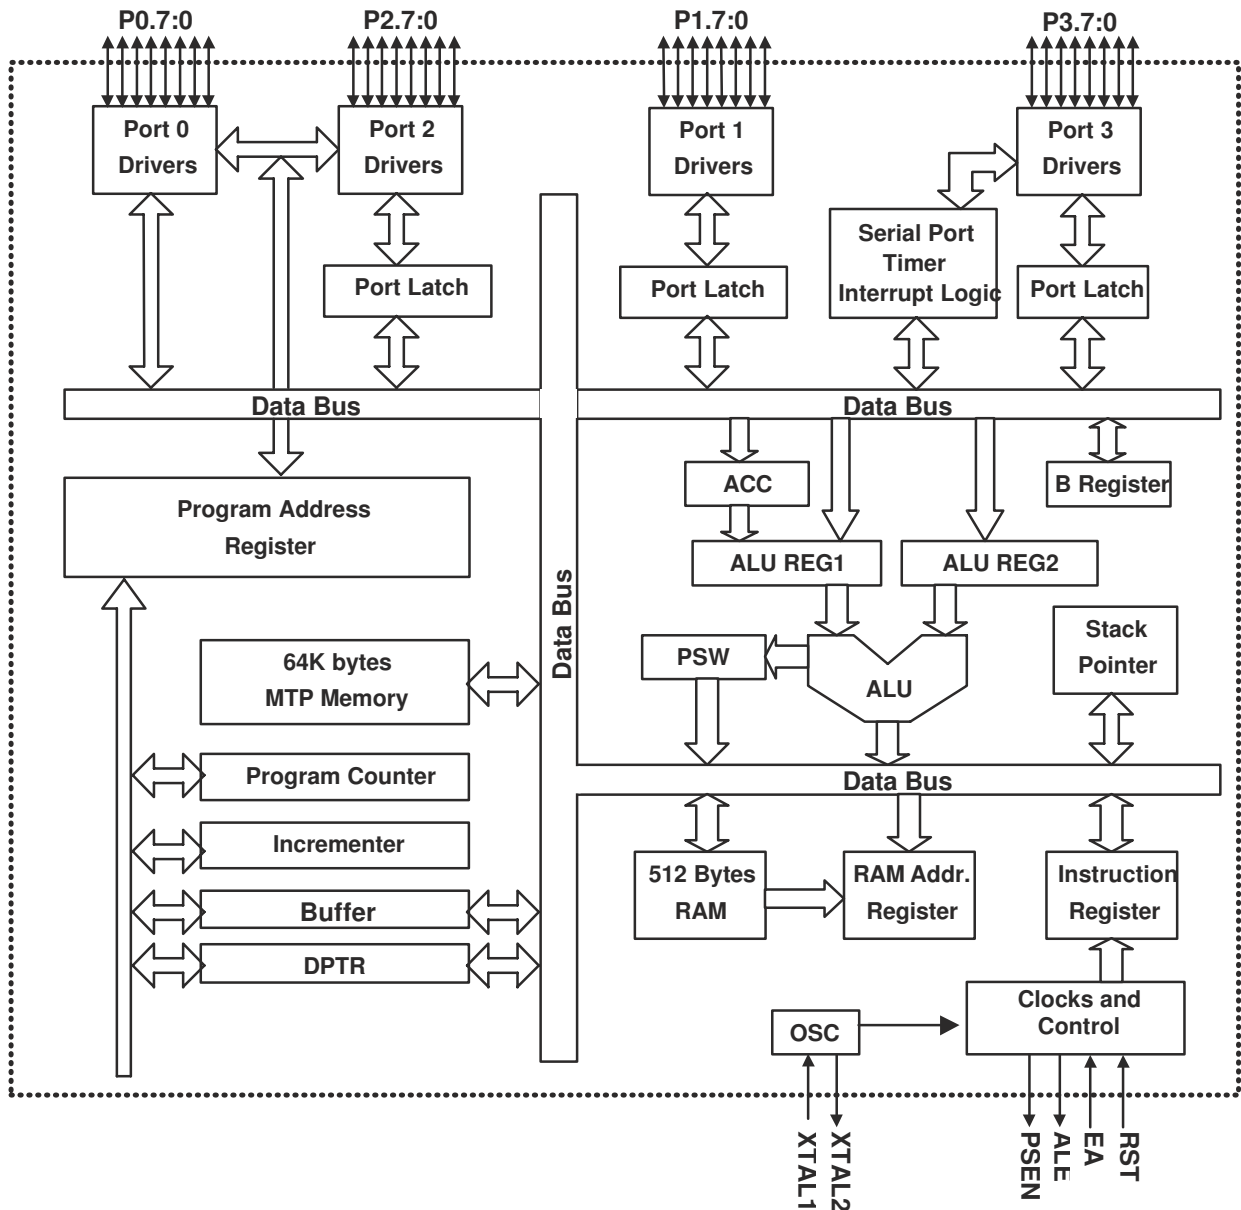 P0.7:0
P2.7:0
P1.7:0
P3.7:0
Port 0
Drivers
Port 2
Drivers
Port 1
Drivers
Port 3
Drivers
Serial Port
Timer
Interrupt Logic
Port Latch
Port Latch
Port Latch
Data Bus
Data Bus
ACC
B Register
Program Address
Register
ALU REG1
ALU REG2
Data Bus
Stack
Pointer
64K bytes
MTP Memory
PSW
ALU
Program Counter
Data Bus
Incrementer
512 Bytes
RAM
RAM Addr.
Register
Instruction
Register
Buffer
DPTR
OSC
Clocks and
Control
XTAL1
XTAL2
PSEN
ALE
EA
RST